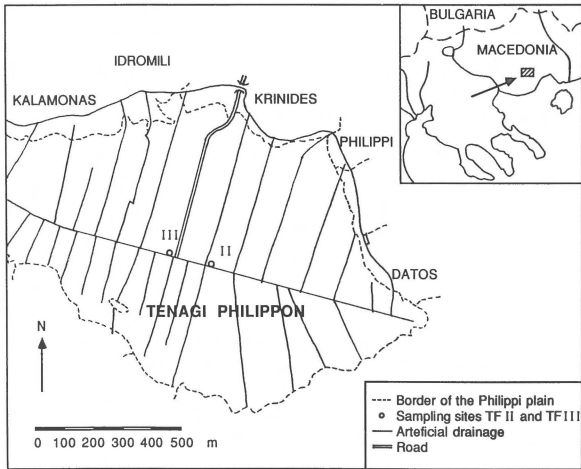 BULGARIA
MACEDONIA
IDROMILI
KALAMONAS
KRINIDES
PHILIPPI
III
II
DATOS
TENAGI PHILIPPON
N
0 100 200 300 400 500 m
Border of the Philippi plain
Sampling sites TF II and TF III
Arteficial drainage
Road